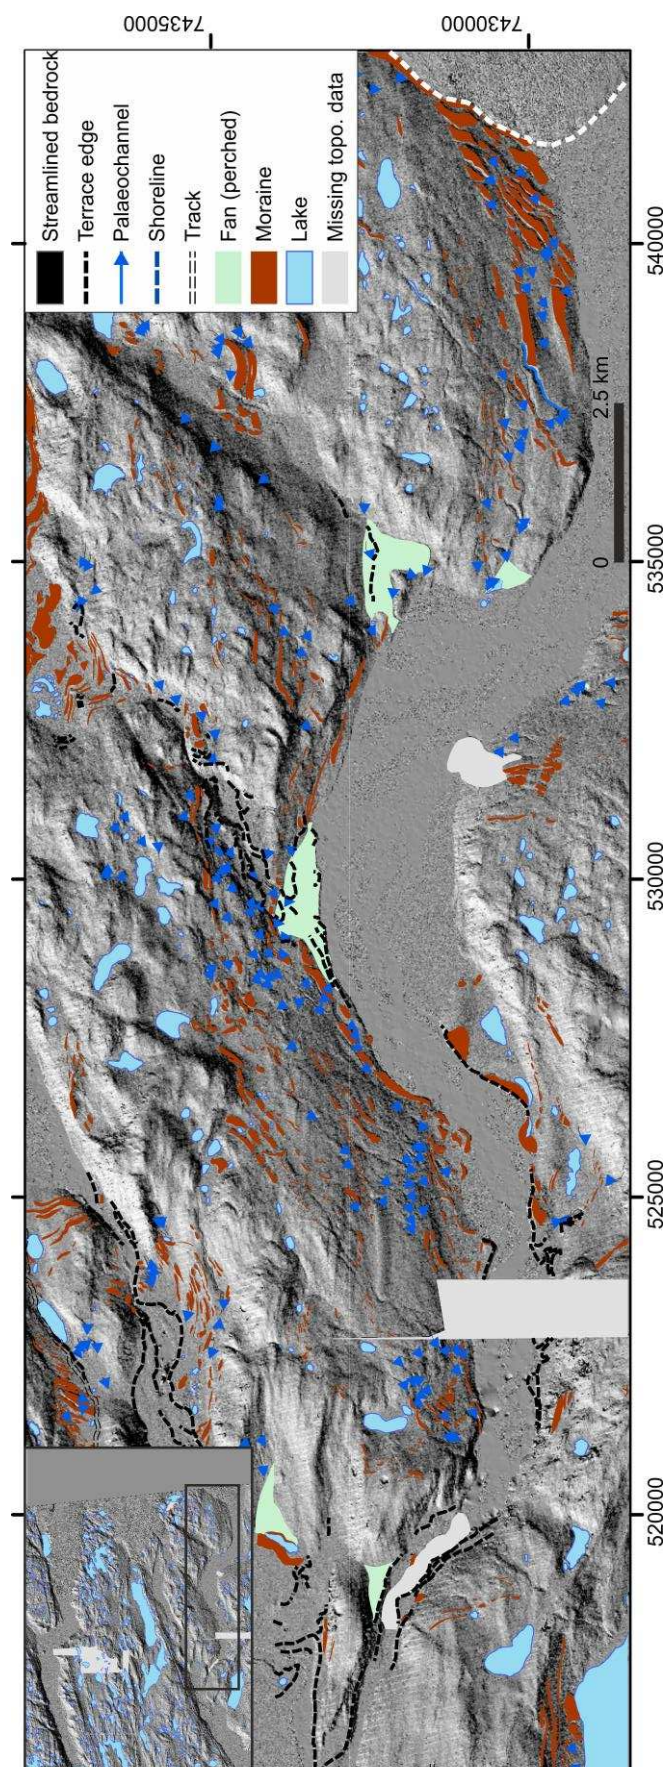 7435000
7430000
Streamlined bedrock
Terrace edge
Palaeochannel
Shoreline
Track
Fan (perched)
Moraine
Lake
Missing topo. data
540000
2.5 km
0
535000
530000
525000
520000